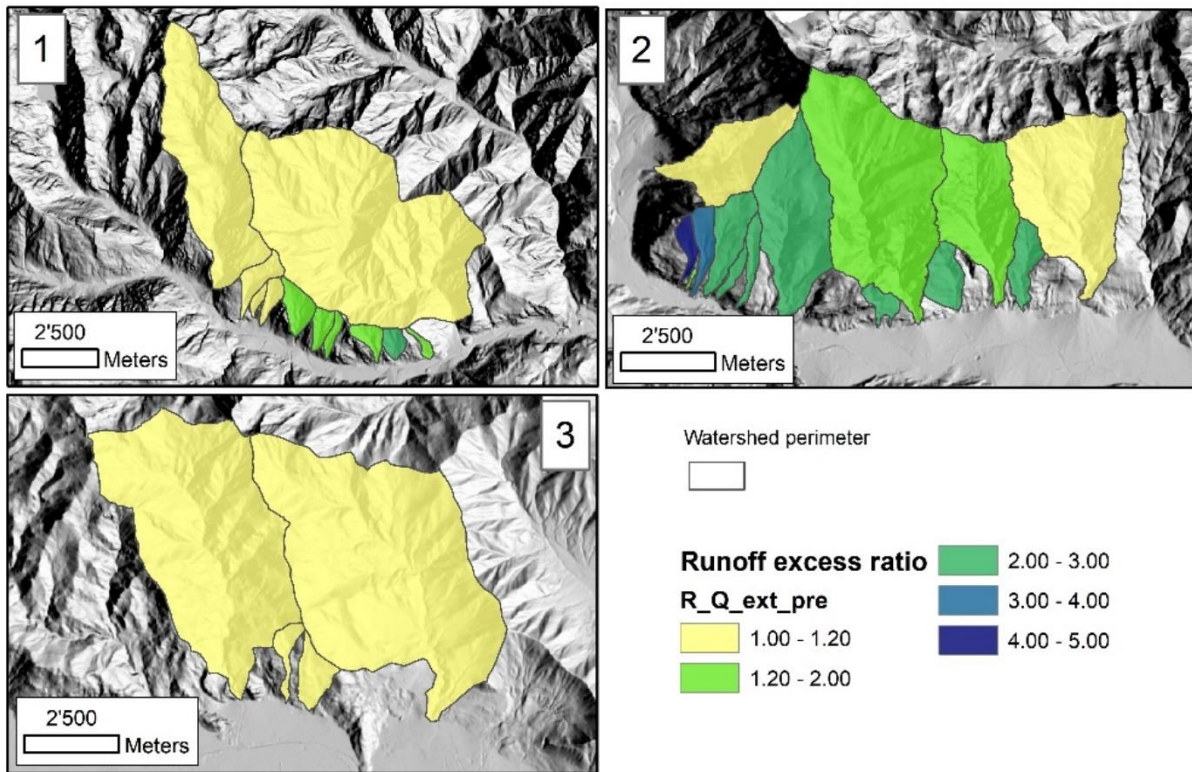 1
2
2'500
Meters
2'500
Meters
3
2'500
Meters
Watershed perimeter
Runoff excess ratio
R_Q_ext_pre
1.00 - 1.20
1.20 - 2.00
2.00 - 3.00
3.00 - 4.00
4.00 - 5.00